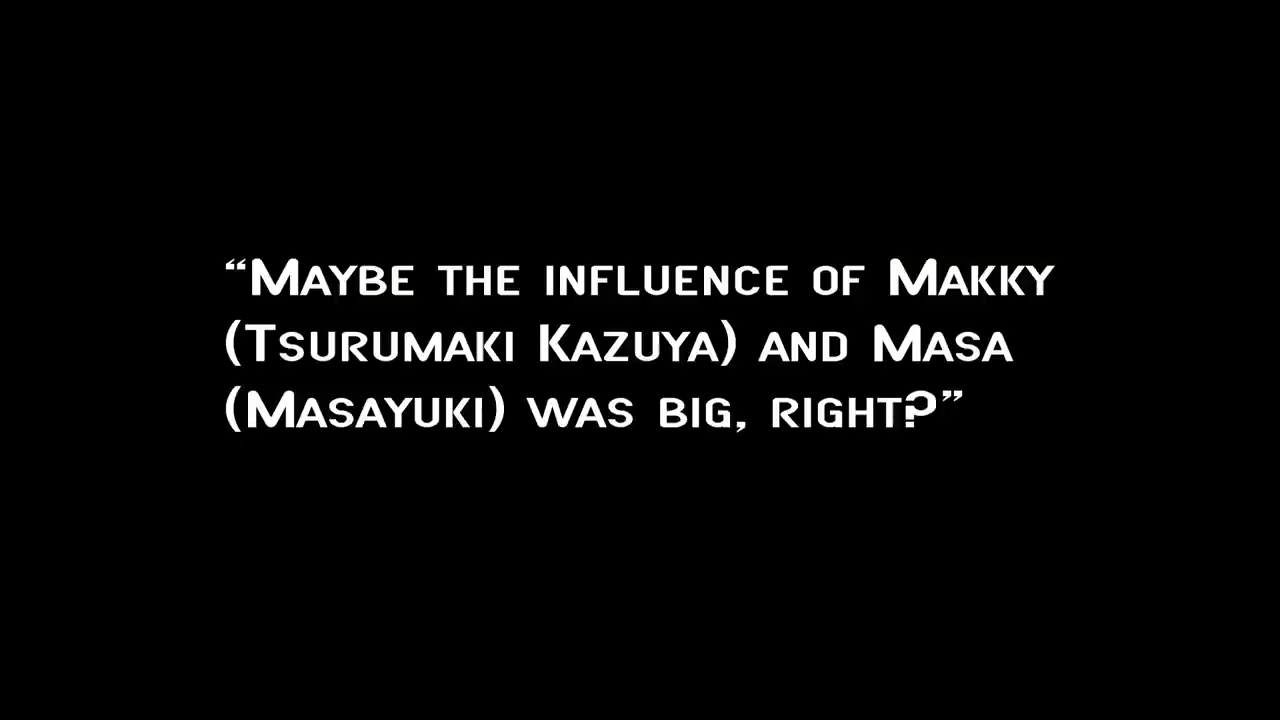 “Maybe the influence of Makky
(Tsurumaki Kazuya) and Masa
(Masayuki) was big, right?”